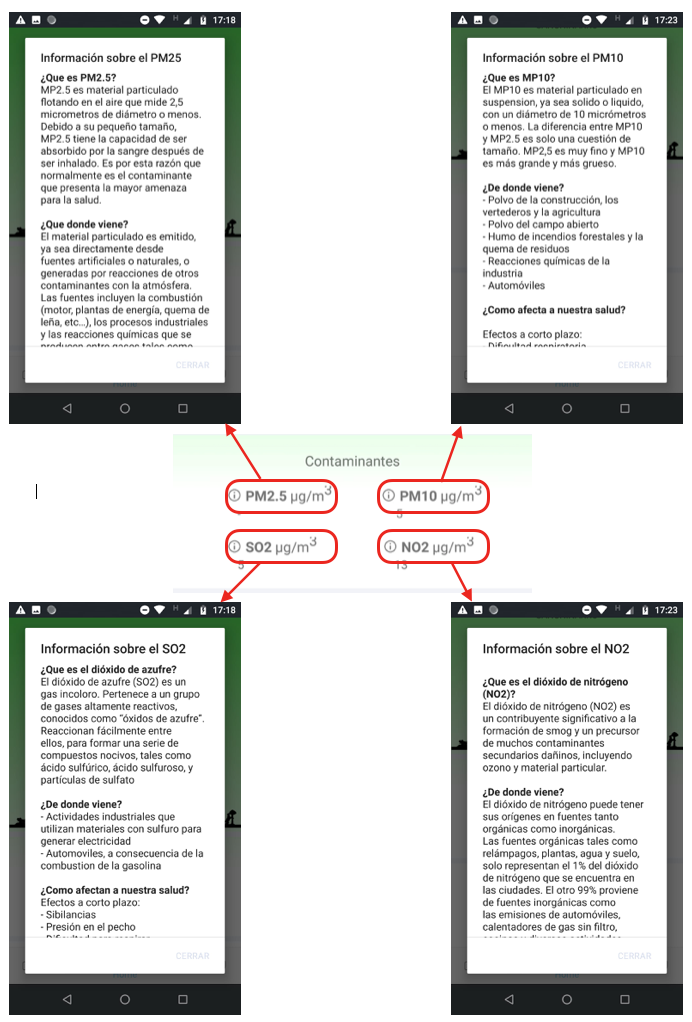 17:18
Información sobre el PM25
¿Que es PM2.5?
MP2.5 es material particulado
flotando en el aire que mide 2,5
micrometros de diámetro o menos.
Debido a su pequeño tamaño,
MP2.5 tiene la capacidad de ser
absorbido por la sangre después de
ser inhalado. Es por esta razón que
normalmente es el contaminante
que presenta la mayor amenaza
para la salud.
¿Que donde viene?
El material particulado es emitido,
ya sea directamente desde
fuentes artificiales o naturales, o
generadas por reacciones de otros
contaminantes con la atmósfera.
Las fuentes incluyen la combustión
(motor, plantas de energía, quema de
leña, etc...), los procesos industriales
y las reacciones químicas que se
producen entre gases tales como
CERRAR
H 17:23
Información sobre el PM10
¿Que es MP10?
El MP10 es material particulado en
suspension, ya sea solido o liquido,
con un diámetro de 10 micrómetros
o menos. La diferencia entre MP10
y MP2.5 es solo una cuestión de
tamaño. MP2,5 es muy fino y MP10
es más grande y más grueso.
¿De donde viene?
- Polvo de la construcción, los
vertederos y la agricultura
- Polvo del campo abierto
- Humo de incendios forestales y la
quema de residuos
- Reacciones químicas de la
industria
- Automóviles
¿Como afecta a nuestra salud?
Efectos a corto plazo:
- Dificultad respiratoria
CERRAR
Contaminantes
PM2.5 µg/m3 PM10 µg/m3
5
SO2 µg/m3 NO2 µg/m3
5 13
H 17:18
Información sobre el SO2
¿Que es el dióxido de azufre?
El dióxido de azufre (SO2) es un
gas incoloro. Pertenece a un grupo
de gases altamente reactivos,
conocidos como “óxidos de azufre”.
Reaccionan fácilmente entre
ellos, para formar una serie de
compuestos nocivos, tales como
ácido sulfúrico, ácido sulfuroso, y
partículas de sulfato
¿De donde viene?
- Actividades industriales que
utilizan materiales con sulfuro para
generar electricidad
- Automoviles, a consecuencia de la
combustion de la gasolina
¿Como afectan a nuestra salud?
Efectos a corto plazo:
- Sibilancias
- Presión en el pecho
- Dificultad para respirar
CERRAR
H 17:23
Información sobre el NO2
¿Que es el dióxido de nitrógeno
(NO2)?
El dióxido de nitrógeno (NO2) es
un contribuyente significativo a la
formación de smog y un precursor
de muchos contaminantes
secundarios dañinos, incluyendo
ozono y material particular.
¿De donde viene?
El dióxido de nitrógeno puede tener
sus orígenes en fuentes tanto
orgánicas como inorgánicas.
Las fuentes orgánicas tales como
relámpagos, plantas, agua y suelo,
solo representan el 1% del dióxido
de nitrógeno que se encuentra en
las ciudades. El otro 99% proviene
de fuentes inorgánicas como
las emisiones de automóviles,
calentadores de gas sin filtro,
cocinas y diversas actividades
CERRAR